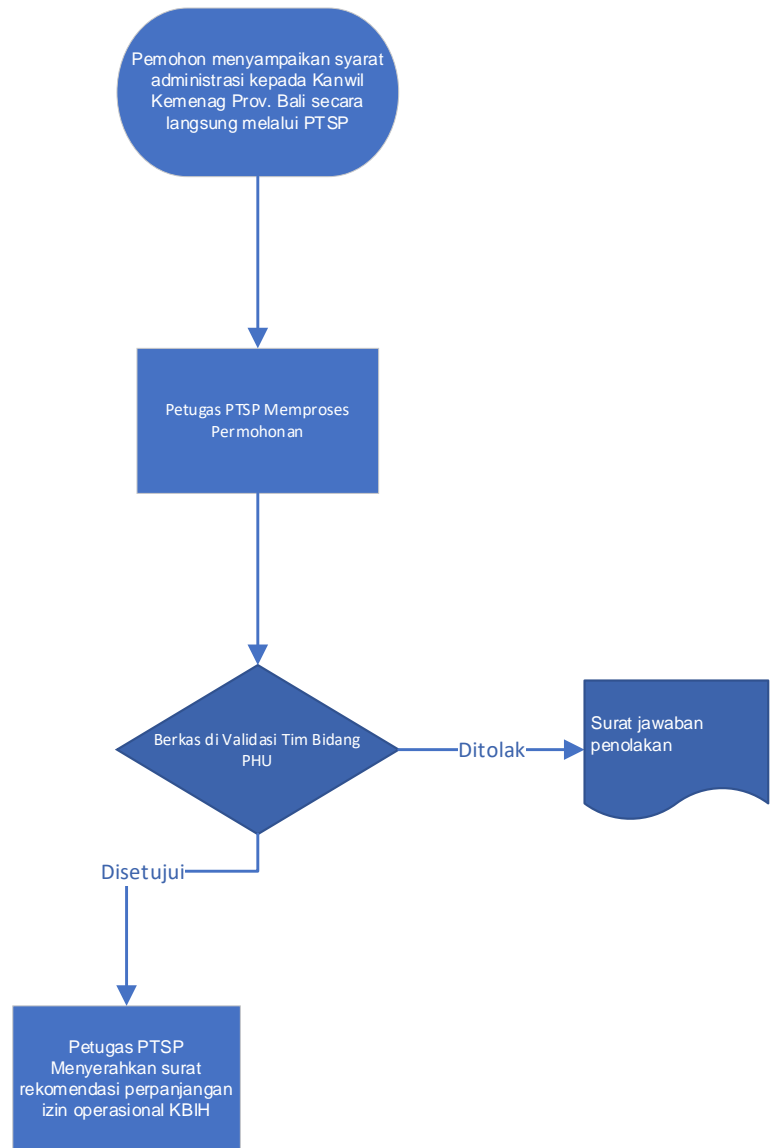 Pemohon menyampaikan syarat
administrasi kepada Kanwil
Kemenag Prov. Bali secara
langsung melalui PTSP
Petugas PTSP Memproses
Permohonan
Berkas di Validasi Tim Bidang
PHU
Ditolak
Surat jawaban
penolakan
Disetujui
Petugas PTSP
Menyerahkan surat
rekomendasi perpanjangan
izin operasional KBIH